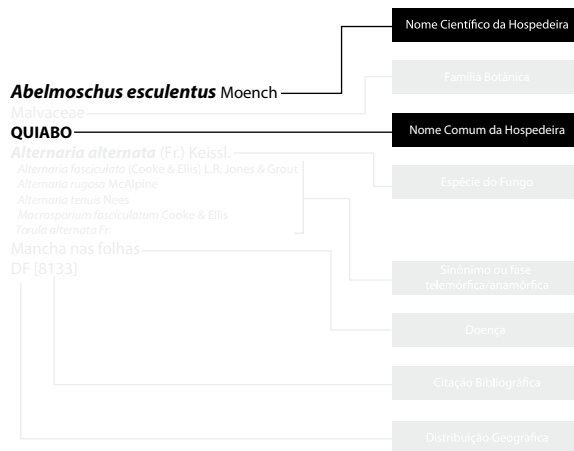 Nome Científico da Hospedeira
Família Botânica
Abelmoschus esculentus Moench
Malvaceae
QUIABO
Nome Comum da Hospedeira
Alternaria alternata (Fr.) Keissl.
Alternaria fasciculata (Cooke & Ellis) L.R. Jones & Grout
Alternaria rugosa McAlpine
Alternaria tenuis Nees
Macrosporium fasciculatum Cooke & Ellis
Torula alternata Fr.
Espécie do Fungo
Mancha nas folhas
DF [8133]
Sinônimo ou fase
telemórfica/anamórfica
Doença
Citação Bibliográfica
Distribuição Geografica